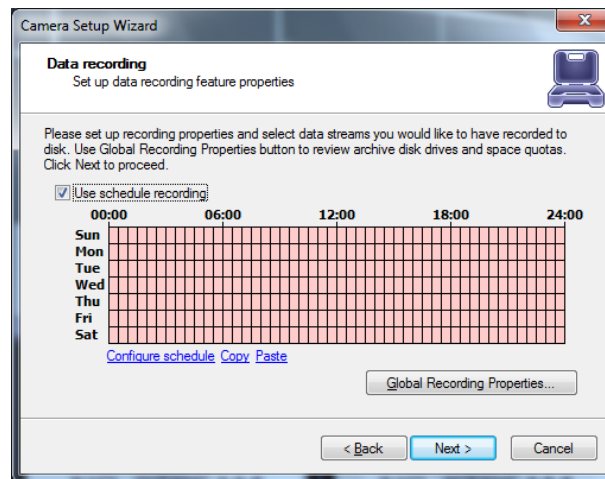 Camera Setup Wizard
Data recording
Set up data recording feature properties
Please set up recording properties and select data streams you would like to have recorded to
disk. Use Global Recording Properties button to review archive disk drives and space quotas.
Click Next to proceed.
Use schedule recording
00:00 06:00 12:00 18:00 24:00
Sun
Mon
Tue
Wed
Thu
Fri
Sat
Configure schedule Copy Paste
Global Recording Properties...
< Back Next > Cancel